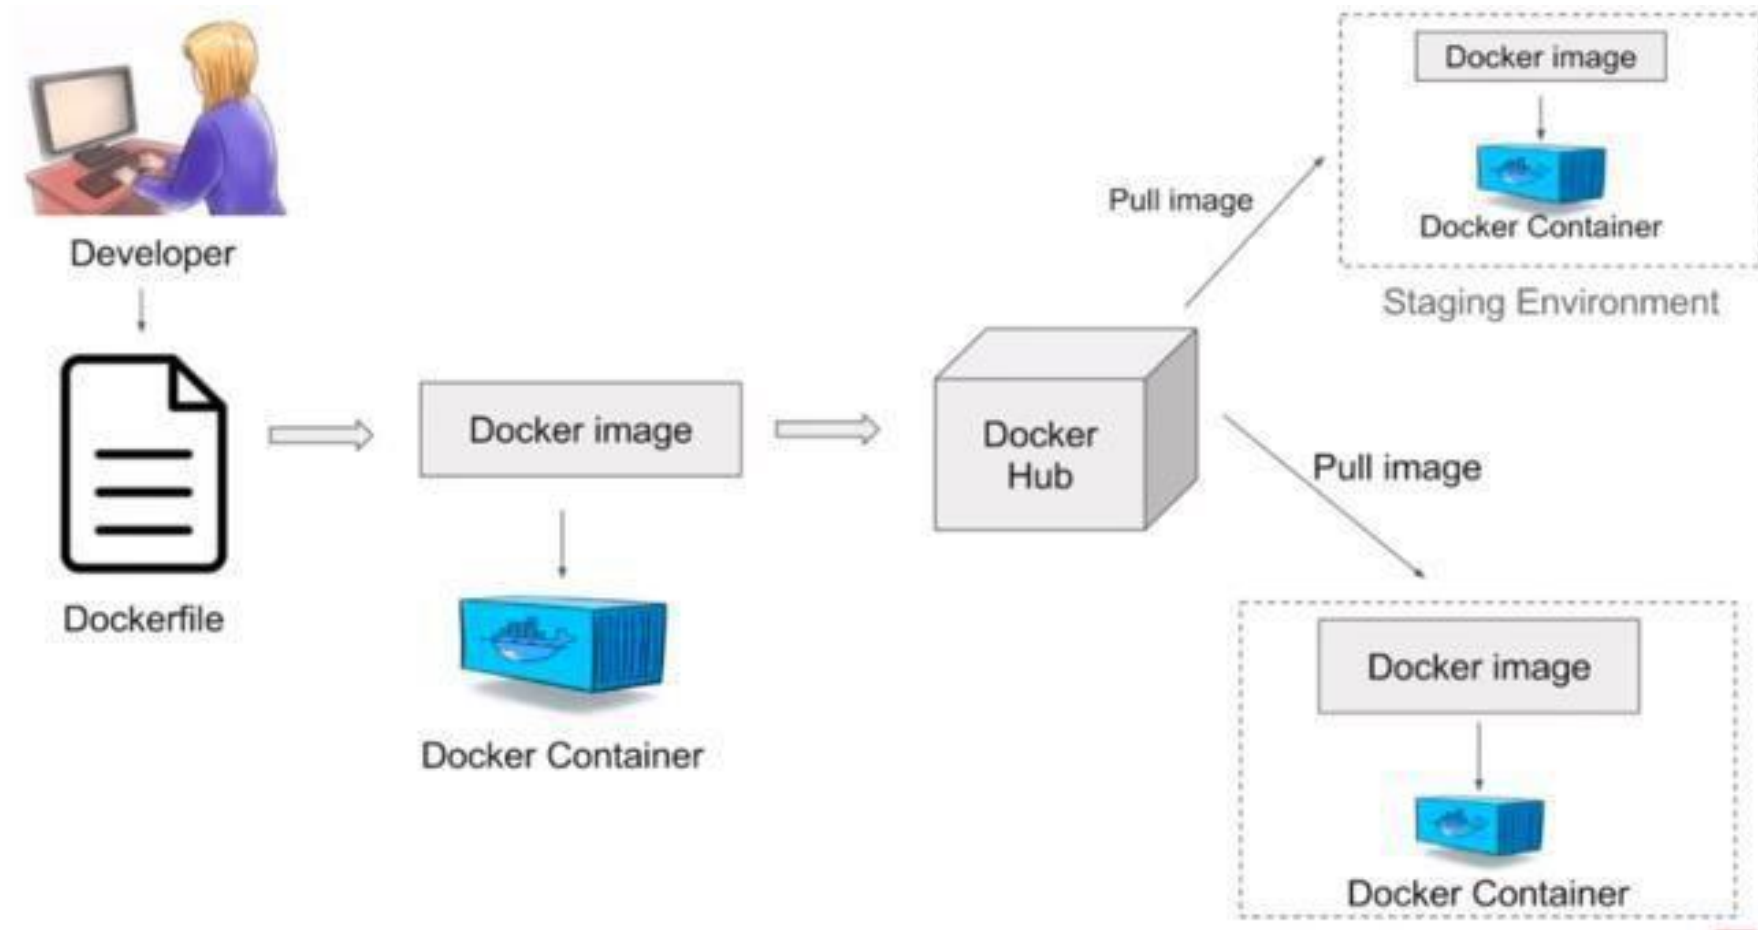 Developer
Dockerfile
Docker image
Docker Container
Docker
Hub
Pull image
Docker image
Docker Container
Staging Environment
Pull image
Docker image
Docker Container